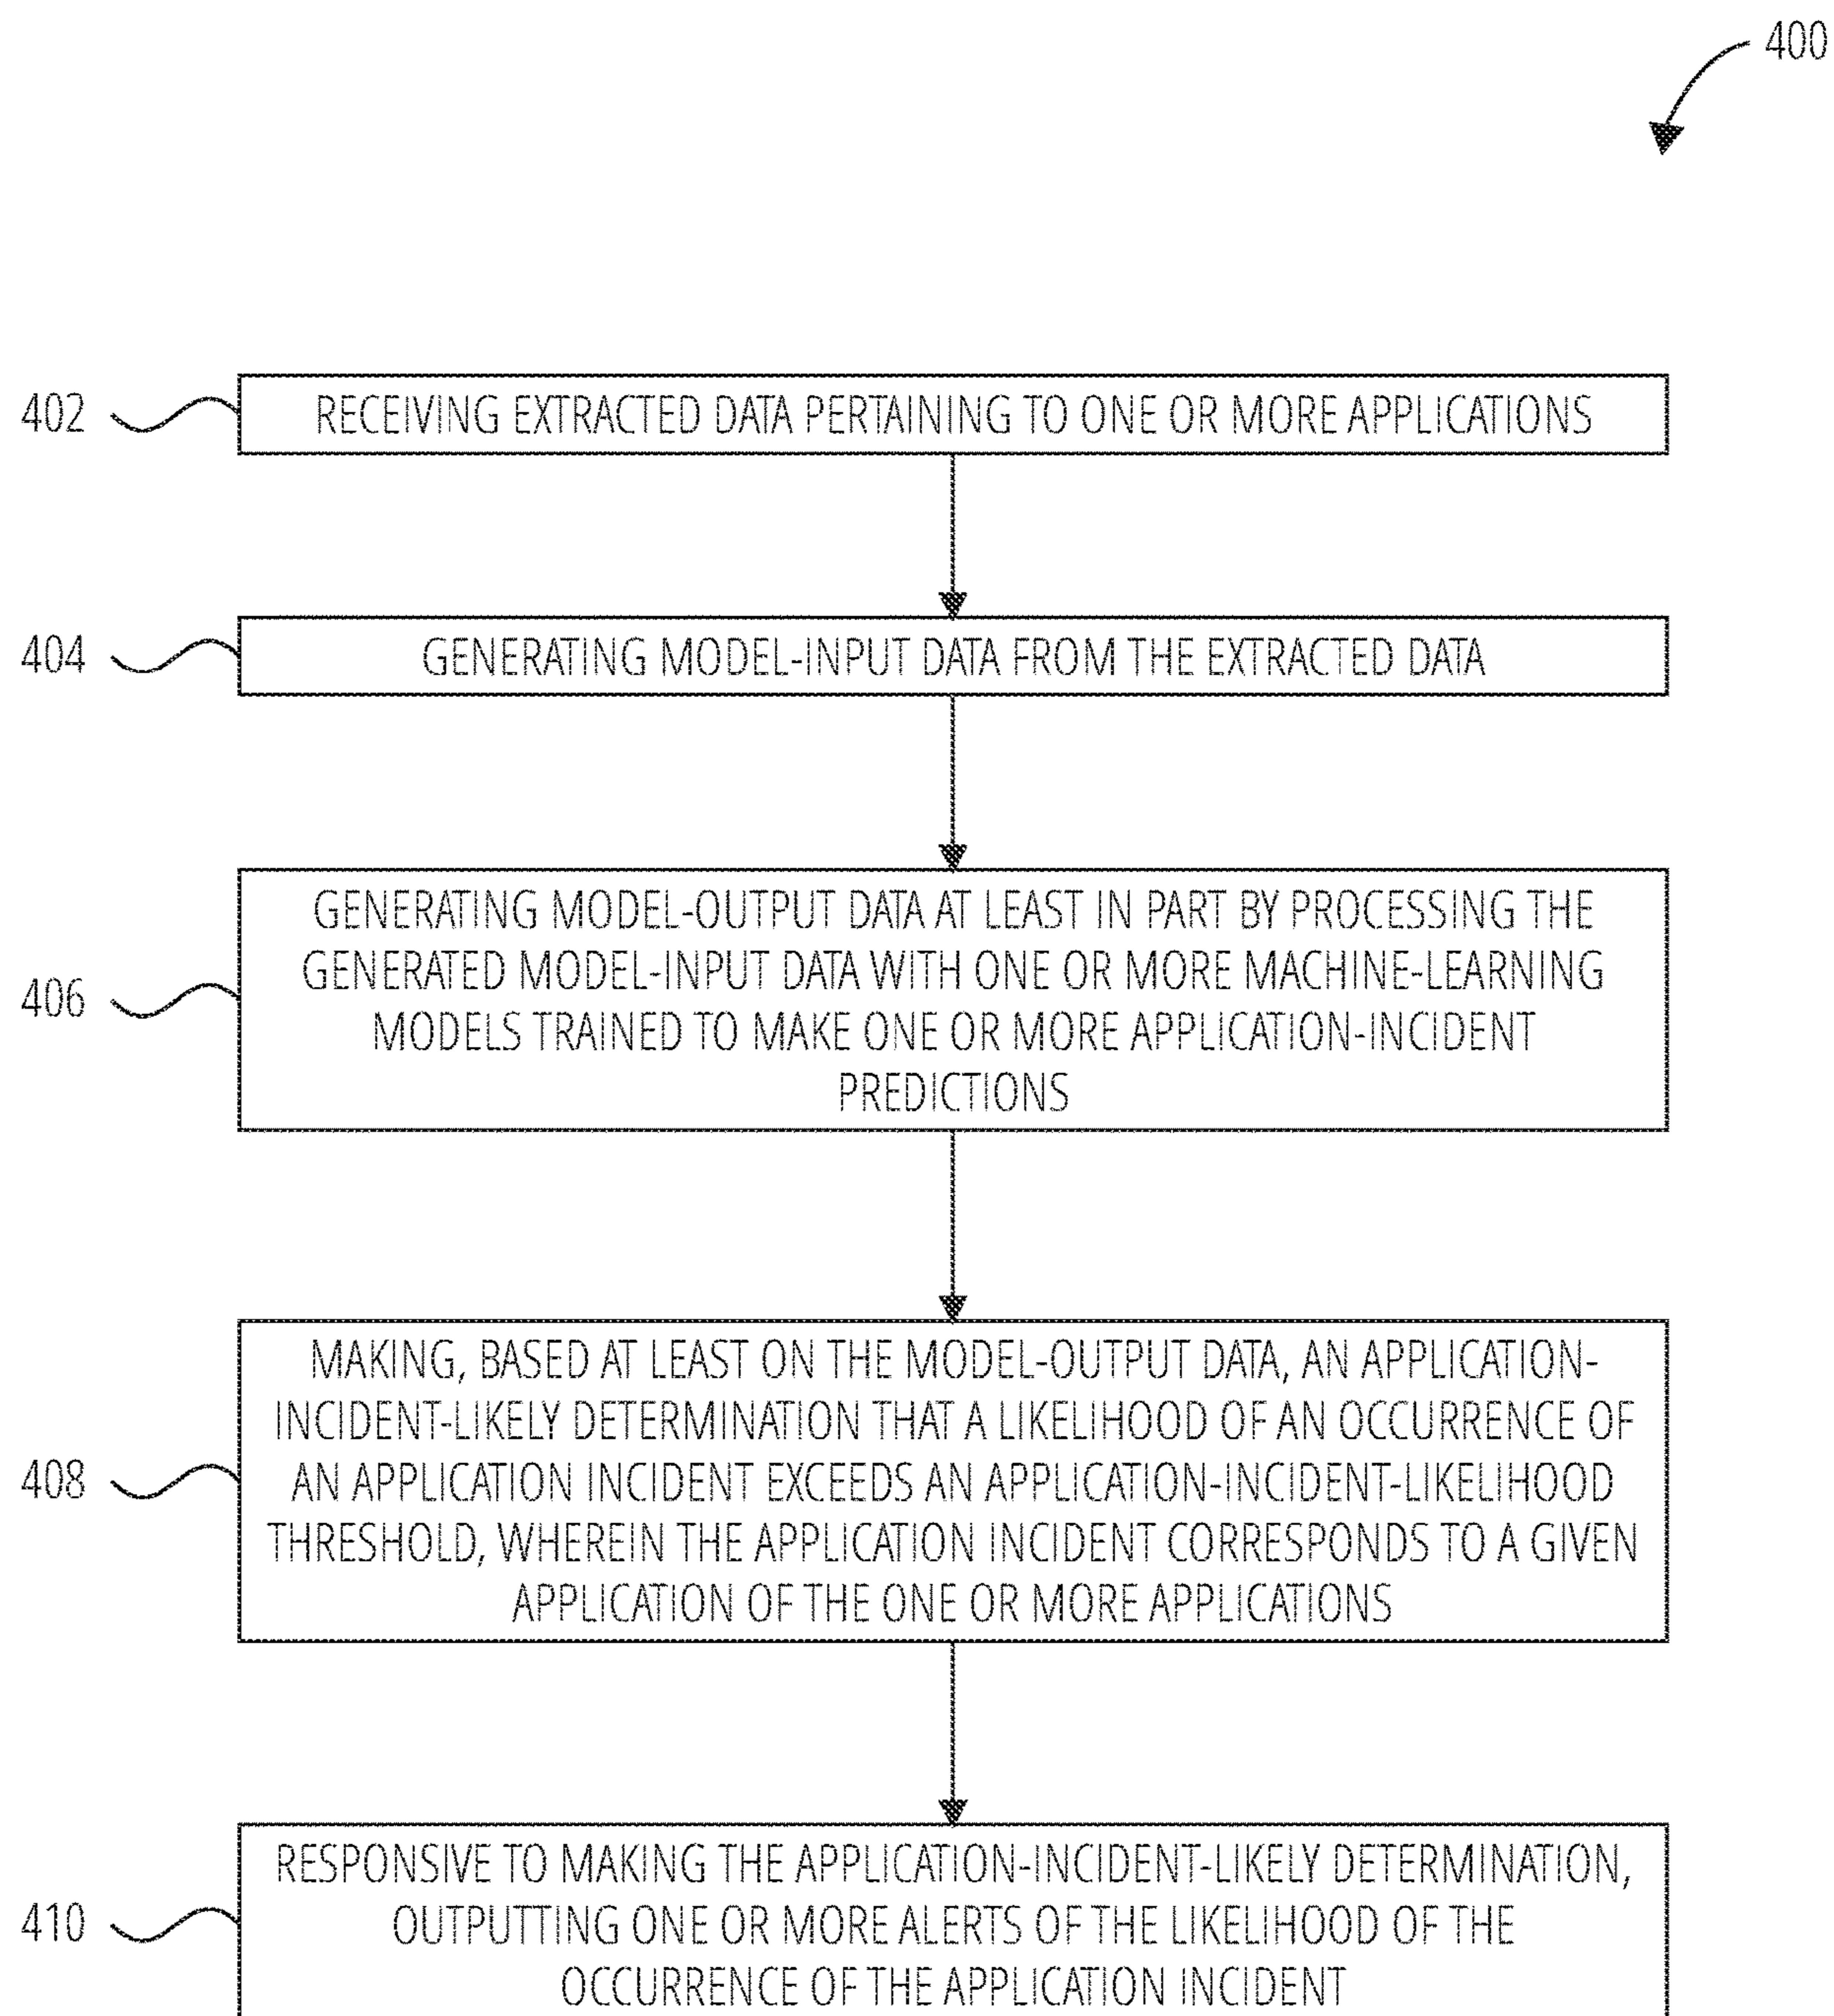 400
402
RECEIVING EXTRACTED DATA PERTAINING TO ONE OR MORE APPLICATIONS
404
GENERATING MODEL-INPUT DATA FROM THE EXTRACTED DATA
406
GENERATING MODEL-OUTPUT DATA AT LEAST IN PART BY PROCESSING THE
GENERATED MODEL-INPUT DATA WITH ONE OR MORE MACHINE-LEARNING
MODELS TRAINED TO MAKE ONE OR MORE APPLICATION-INCIDENT
PREDICTIONS
408
MAKING, BASED AT LEAST ON THE MODEL-OUTPUT DATA, AN APPLICATION-
INCIDENT-LIKELY DETERMINATION THAT A LIKELIHOOD OF AN OCCURRENCE OF
AN APPLICATION INCIDENT EXCEEDS AN APPLICATION-INCIDENT-LIKELIHOOD
THRESHOLD, WHEREIN THE APPLICATION INCIDENT CORRESPONDS TO A GIVEN
APPLICATION OF THE ONE OR MORE APPLICATIONS
410
RESPONSIVE TO MAKING THE APPLICATION-INCIDENT-LIKELY DETERMINATION,
OUTPUTTING ONE OR MORE ALERTS OF THE LIKELIHOOD OF THE
OCCURRENCE OF THE APPLICATION INCIDENT